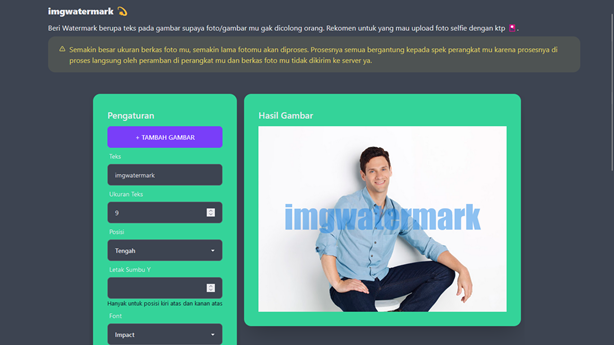 imgwatermark
Beri Watermark berupa teks pada gambar supaya foto/gambar mu gak dicolong orang. Rekomen untuk yang mau upload foto selfie dengan ktp .
Semakin besar ukuran berkas foto mu, semakin lama fotomu akan diproses. Prosesnya semua bergantung kepada spek perangkat mu karena prosesnya di
proses langsung oleh peramban di perangkat mu dan berkas foto mu tidak dikirim ke server ya.
Pengaturan
+ TAMBAH GAMBAR
Teks
imgwatermark
Ukuran Teks
9
Posisi
Tengah
Letak Sumbu Y
Hanyak untuk posisi kiri atas dan kanan atas
Font
Impact
Hasil Gambar
imgwatermark